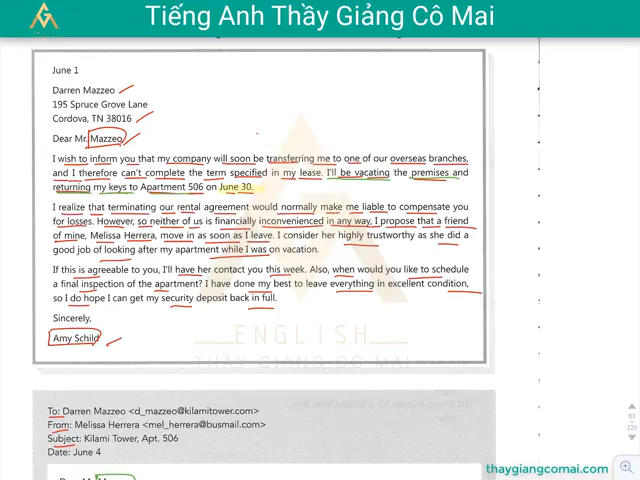 Tiếng Anh Thầy Giảng Cô Mai
June 1
Darren Mazzeo
195 Spruce Grove Lane
Cordova, TN 38016
Dear Mr. Mazzeo,
I wish to inform you that my company will soon be transferring me to one of our overseas branches,
and I therefore can't complete the term specified in my lease. I'll be vacating the premises and
returning my keys to Apartment 506 on June 30.
I realize that terminating our rental agreement would normally make me liable to compensate you
for losses. However, so neither of us is financially inconvenienced in any way, I propose that a friend
of mine, Melissa Herrera, move in as soon as I leave. I consider her highly trustworthy as she did a
good job of looking after my apartment while I was on vacation.
If this is agreeable to you, I'll have her contact you this week. Also, when would you like to schedule
a final inspection of the apartment? I have done my best to leave everything in excellent condition,
so I do hope I can get my security deposit back in full.
Sincerely,
Amy Schild
ENGLISH
THẦY GIẢNG CÔ MAI
To: Darren Mazzeo <d_mazzeo@kilamitower.com>
From: Melissa Herrera <mel_herrera@busmail.com>
Subject: Kilami Tower, Apt. 506
Date: June 4
83
220
thaygiangcomai.com